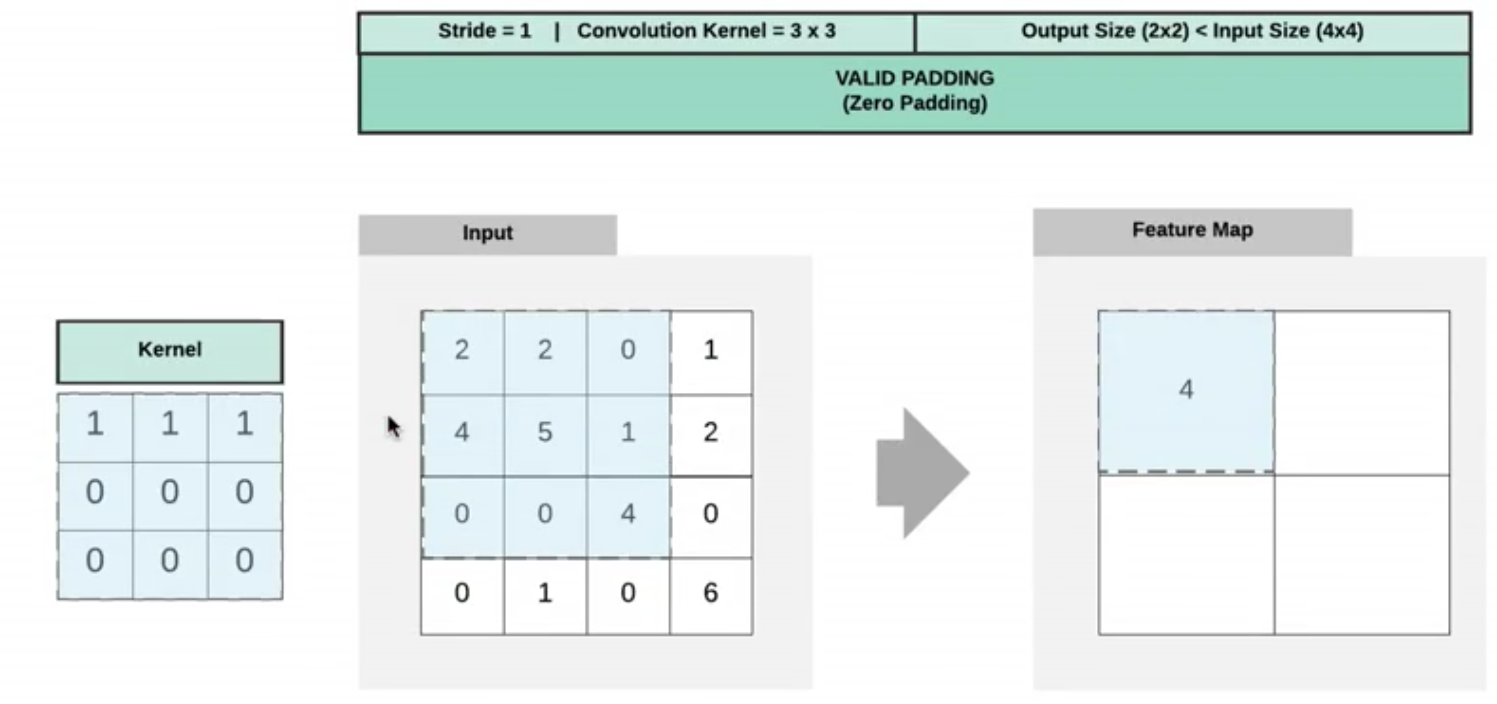 Stride = 1 | Convolution Kernel = 3 x 3
Output Size (2x2) < Input Size (4x4)
VALID PADDING
(Zero Padding)
Input
Feature Map
Kernel
1 1 1
0 0 0
0 0 0
2 2 0 1
4 5 1 2
0 0 4 0
0 1 0 6
4